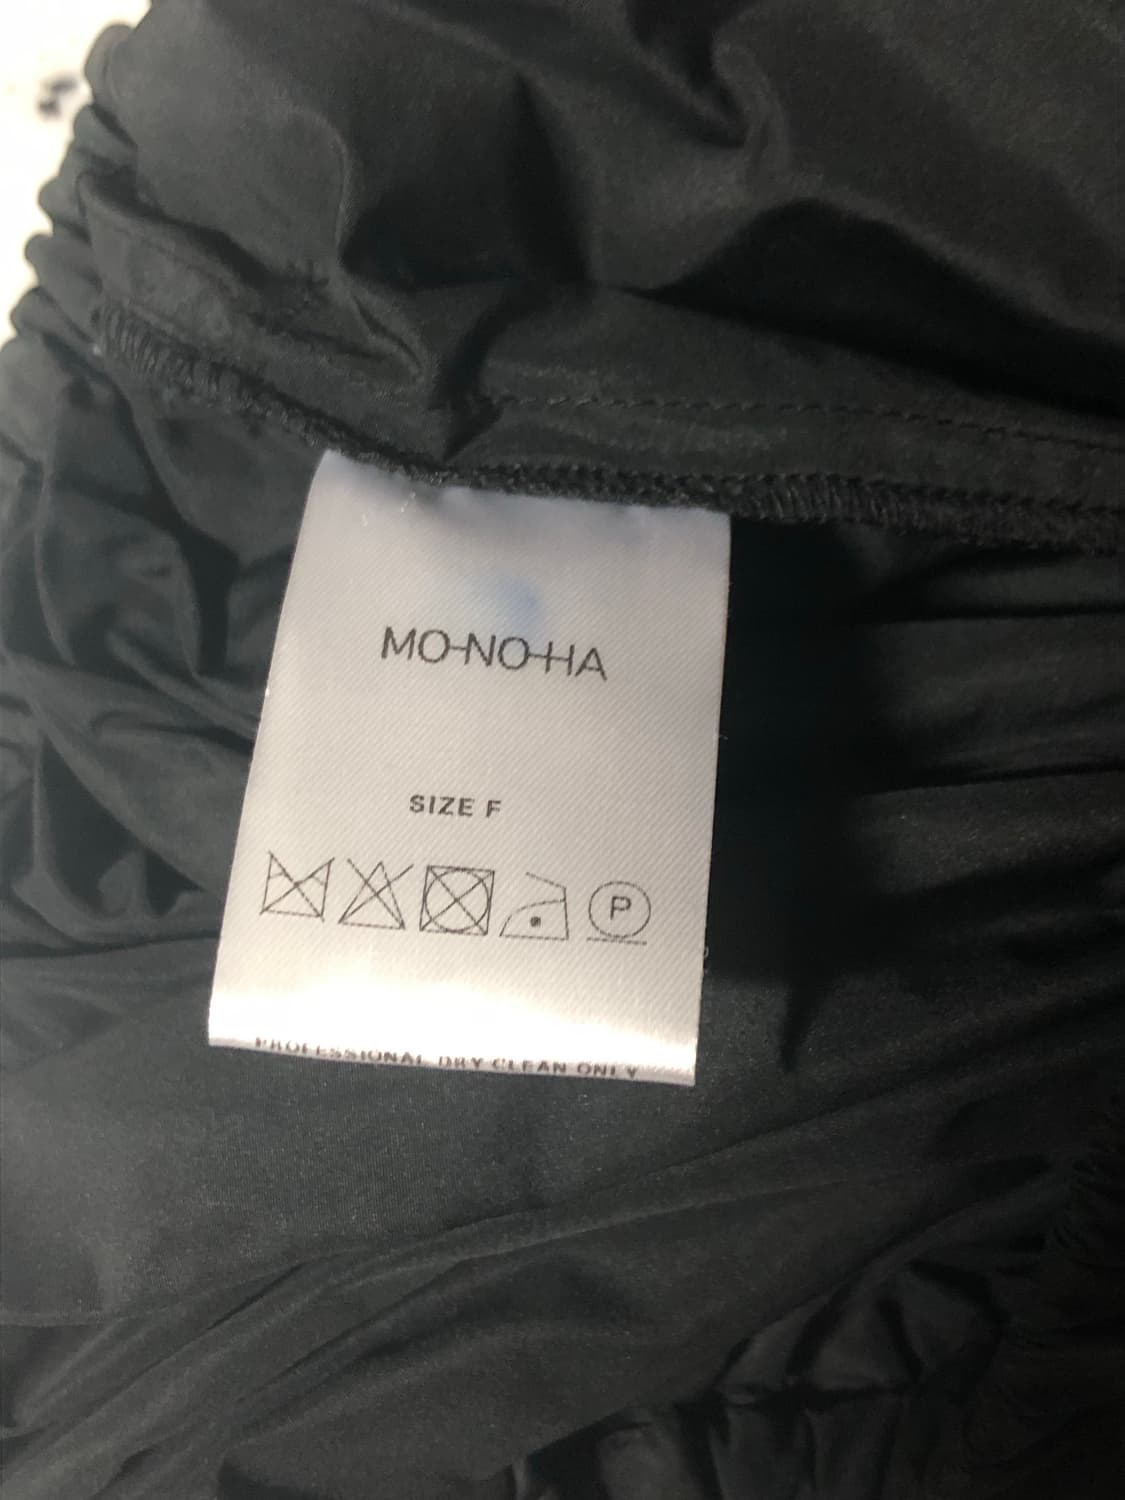 MO-NO-HA
SIZE F
P
PROFESSIONAL DRY CLEAN ONLY